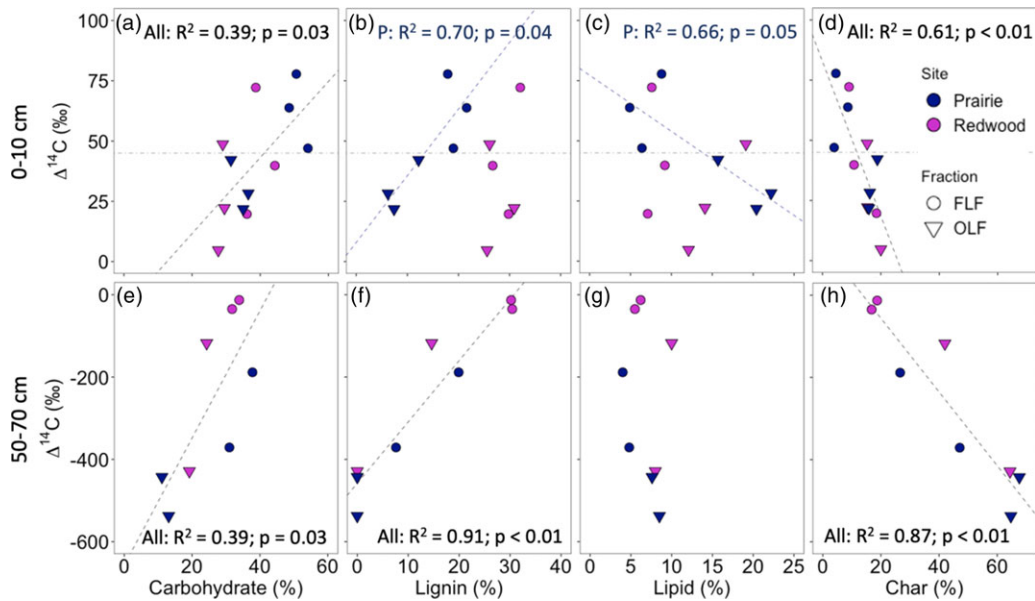 (a) All: R² = 0.39; p = 0.03
(b) P: R² = 0.70; p = 0.04
(c) P: R² = 0.66; p = 0.05
(d) All: R² = 0.61; p < 0.01
100
75
50
25
0
0-10 cm
Δ¹⁴C (‰)
Site
Prairie
Redwood
Fraction
FLF
OLF
(e)
(f)
(g)
(h)
0
-200
-400
-600
50-70 cm
Δ¹⁴C (‰)
All: R² = 0.39; p = 0.03
All: R² = 0.91; p < 0.01
All: R² = 0.87; p < 0.01
0 20 40 60
0 10 20 30 40
0 5 10 15 20 25
0 20 40 60
Carbohydrate (%)
Lignin (%)
Lipid (%)
Char (%)